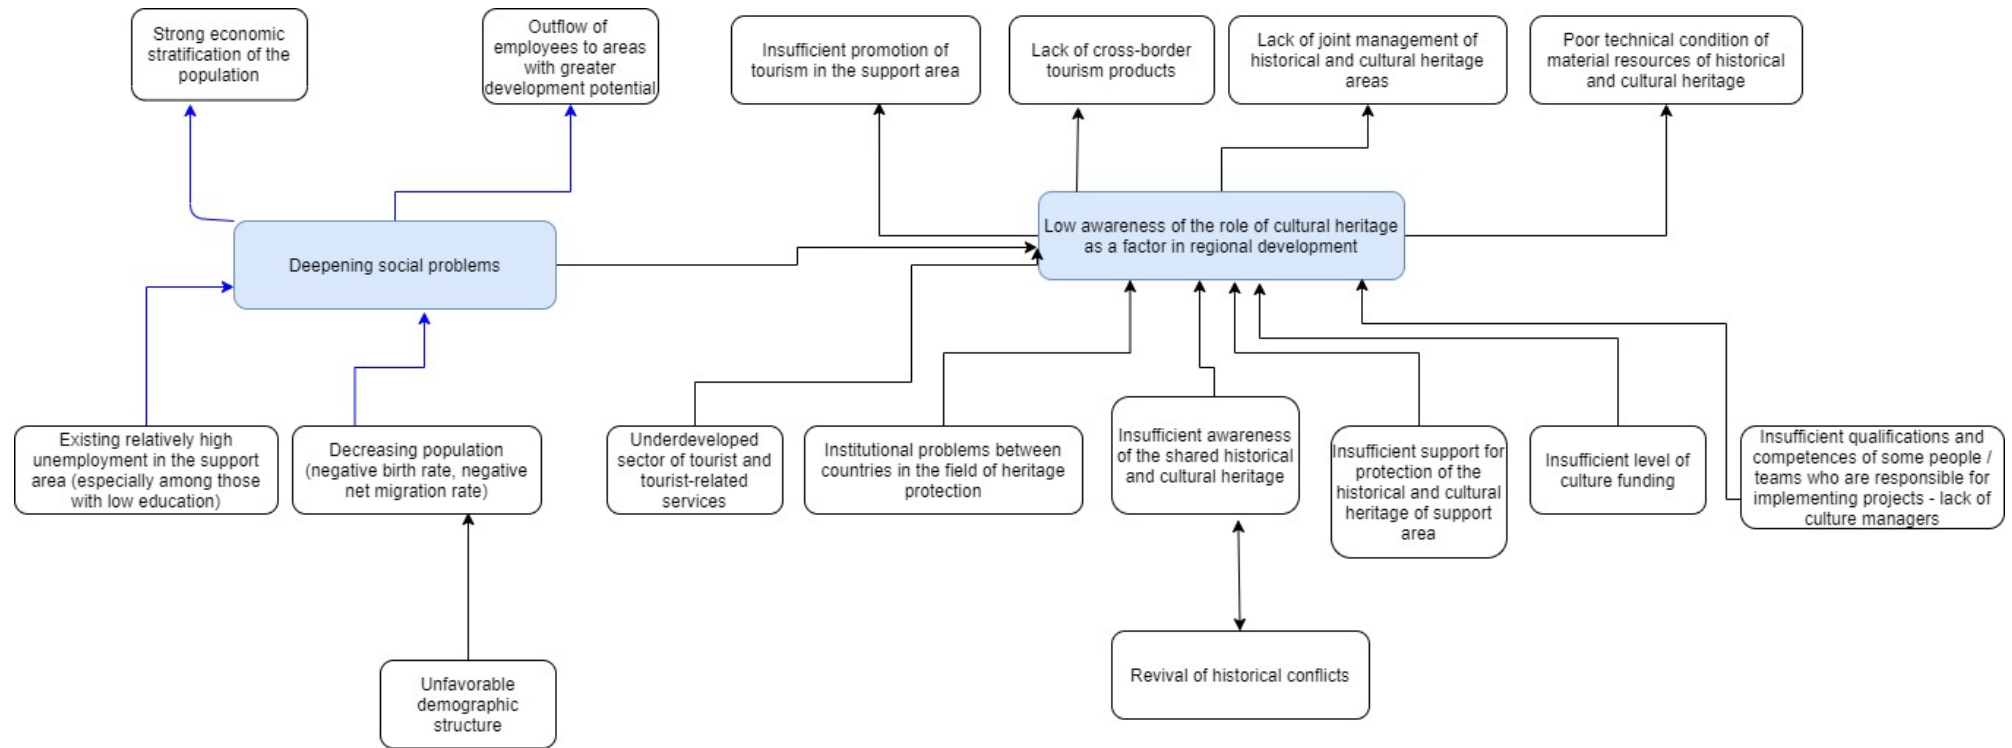 Strong economic
stratification of the
population
Outflow of
employees to areas
with greater
development potential
Insufficient promotion of
tourism in the support area
Lack of cross-border
tourism products
Lack of joint management of
historical and cultural heritage
areas
Poor technical condition of
material resources of historical
and cultural heritage
Deepening social problems
Low awareness of the role of cultural heritage
as a factor in regional development
Existing relatively high
unemployment in the support
area (especially among those
with low education)
Decreasing population
(negative birth rate, negative
net migration rate)
Underdeveloped
sector of tourist and
tourist-related
services
Institutional problems between
countries in the field of heritage
protection
Insufficient awareness
of the shared historical
and cultural heritage
Insufficient support for
protection of the
historical and cultural
heritage of support
area
Insufficient level of
culture funding
Insufficient qualifications and
competences of some people /
teams who are responsible for
implementing projects - lack of
culture managers
Unfavorable
demographic
structure
Revival of historical conflicts